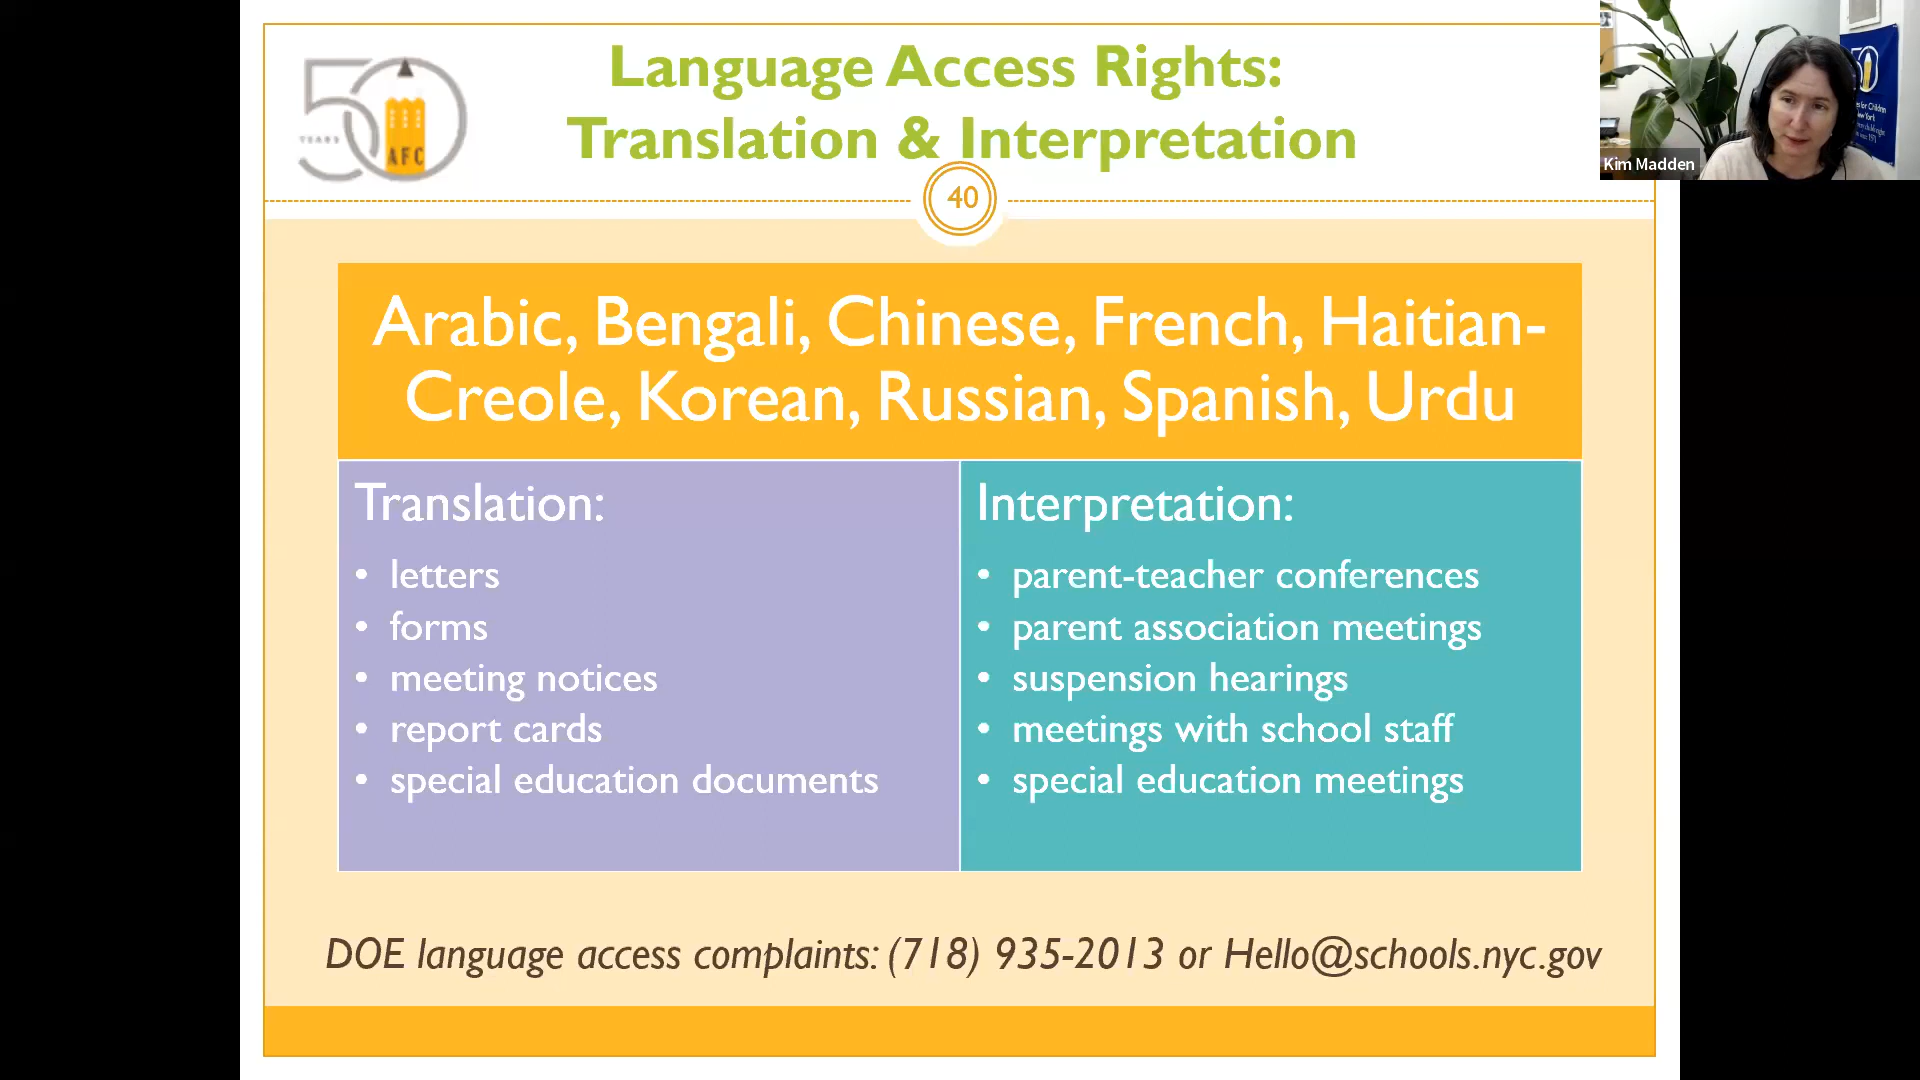 50
YEARS
AFC
Language Access Rights:
Translation & Interpretation
40
Arabic, Bengali, Chinese, French, Haitian-
Creole, Korean, Russian, Spanish, Urdu
Translation:
• letters
• forms
• meeting notices
• report cards
• special education documents
Interpretation:
• parent-teacher conferences
• parent association meetings
• suspension hearings
• meetings with school staff
• special education meetings
DOE language access complaints: (718) 935-2013 or Hello@schools.nyc.gov
Kim Madden